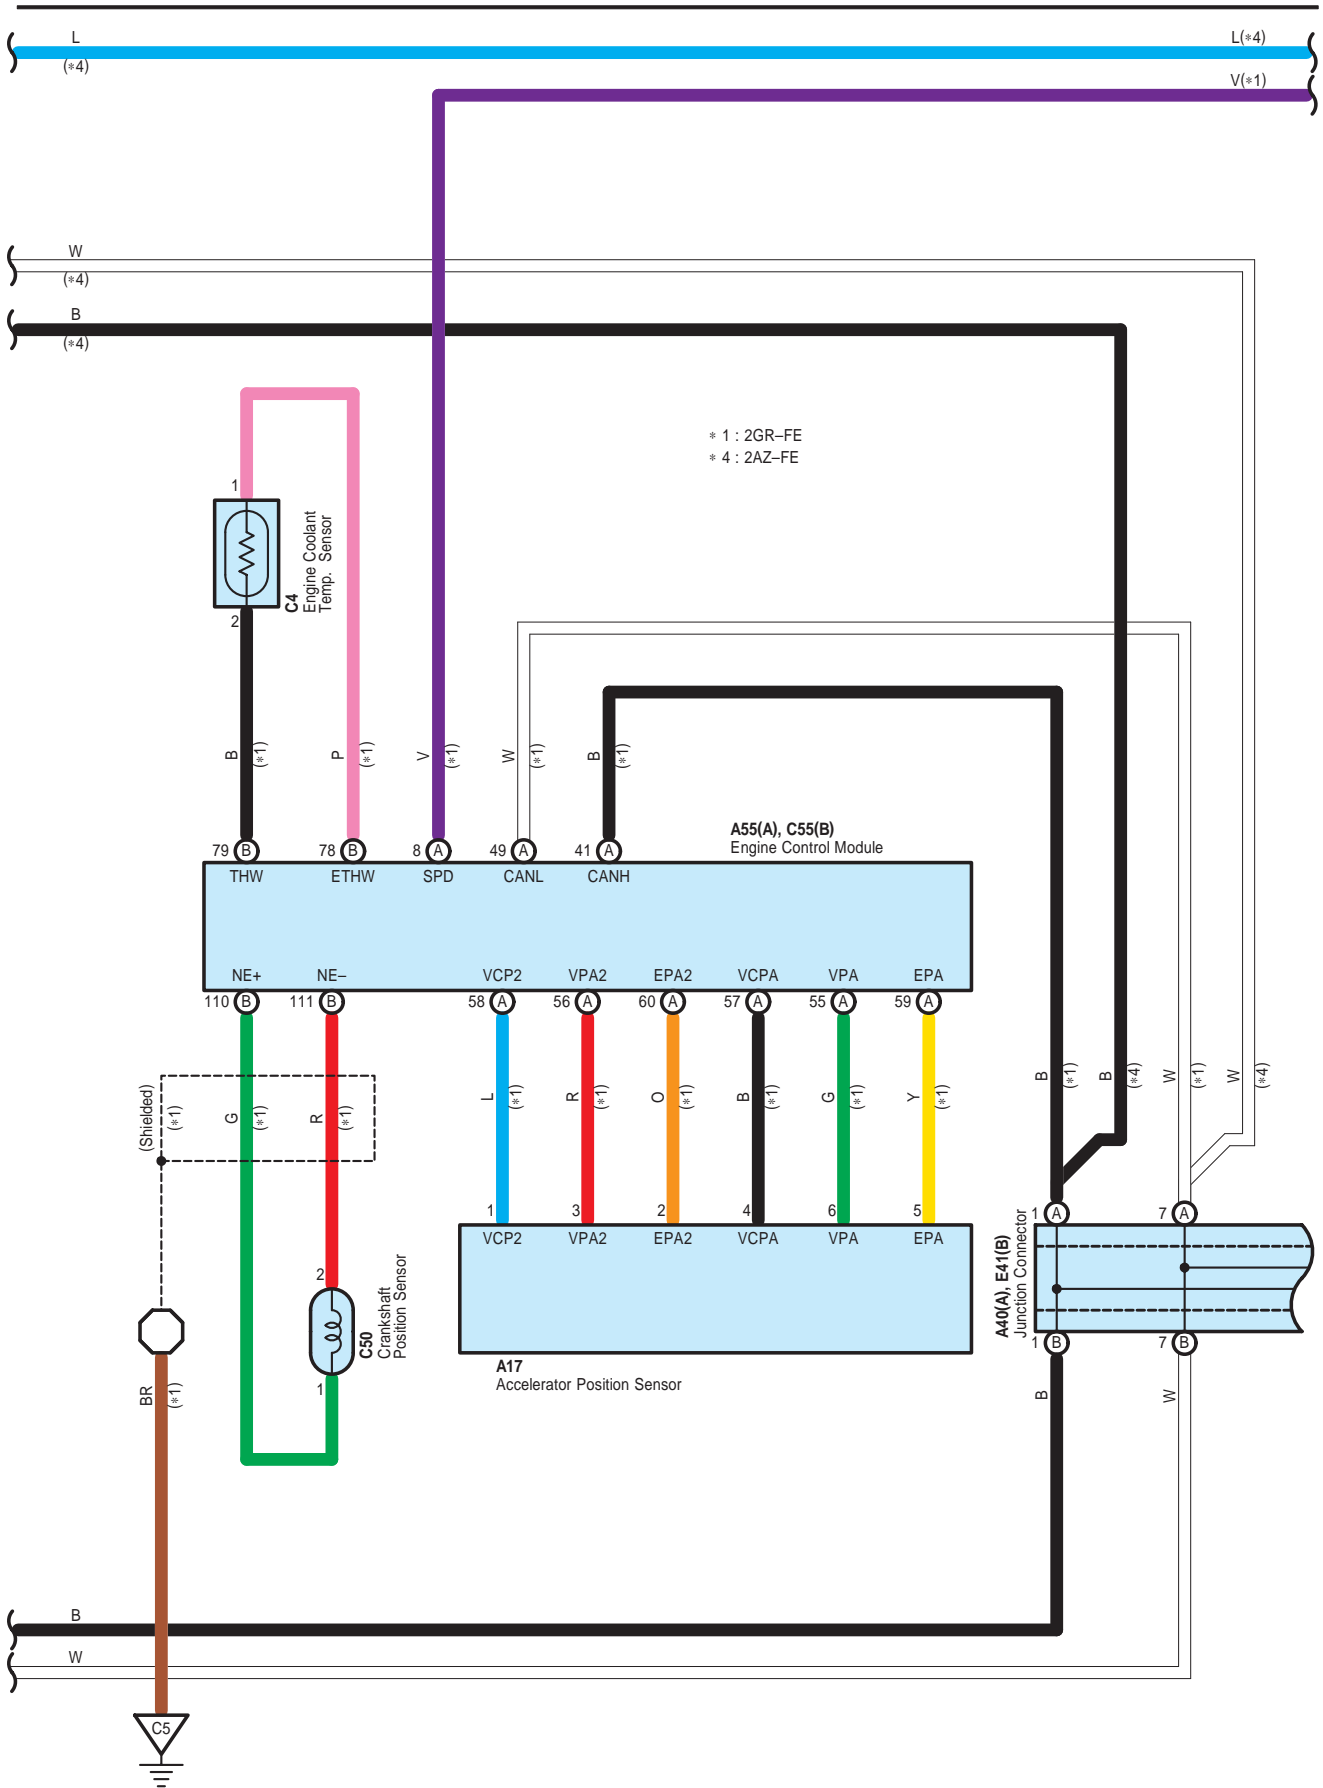 L
(*4)
L(*4)
V(*1)
W
(*4)
B
(*4)
* 1 : 2GR–FE
* 4 : 2AZ–FE
1
C4
Engine Coolant
Temp. Sensor
2
B
(*1)
P
(*1)
V
(*1)
W
(*1)
B
(*1)
A55(A), C55(B)
Engine Control Module
79 B
78 B
8 A
49 A
41 A
THW
ETHW
SPD
CANL
CANH
NE+
NE–
VCP2
VPA2
EPA2
VCPA
VPA
EPA
110 B
111 B
58 A
56 A
60 A
57 A
55 A
59 A
(Shielded)
(*1)
G
(*1)
R
(*1)
L
(*1)
R
(*1)
O
(*1)
B
(*1)
G
(*1)
Y
(*1)
B
(*1)
B
(*4)
W
(*1)
W
(*4)
1
3
2
4
6
5
1 A
7 A
VCP2
VPA2
EPA2
VCPA
VPA
EPA
A40(A), E41(B)
Junction Connector
2
C50
Crankshaft
Position Sensor
1
1 B
7 B
A17
Accelerator Position Sensor
BR
(*1)
B
W
B
W
C5